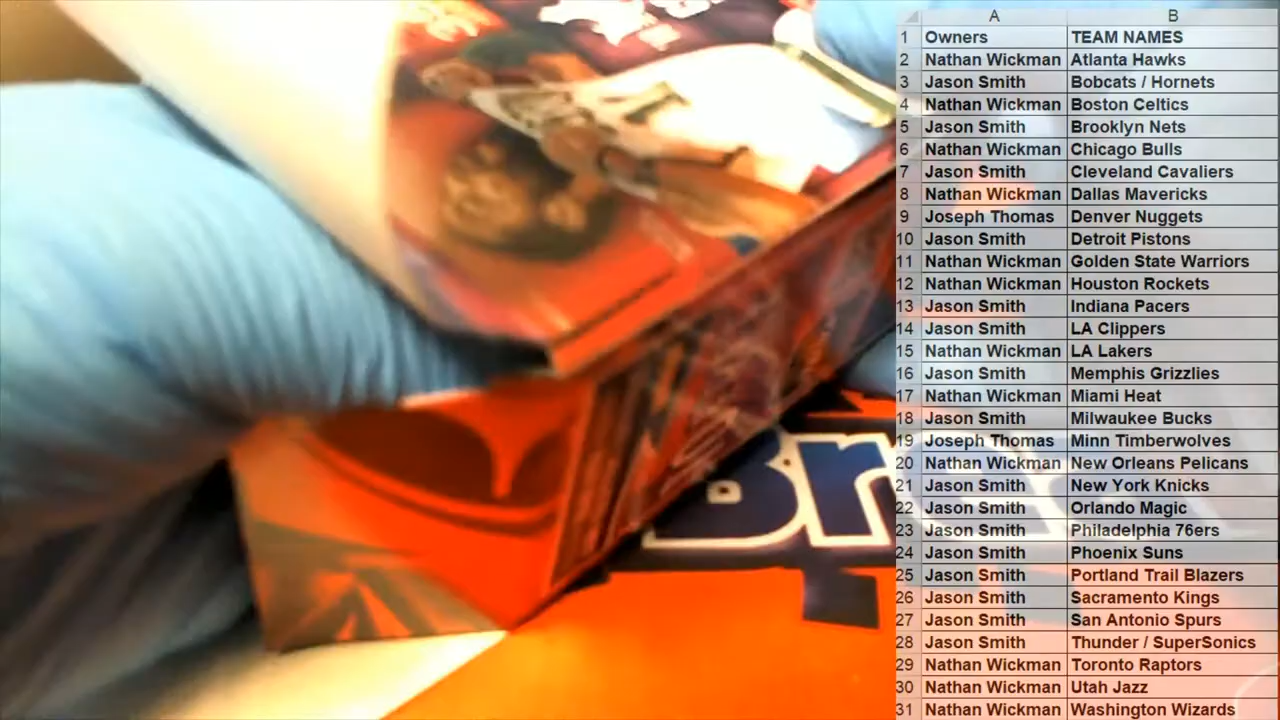 A B
1 Owners TEAM NAMES
2 Nathan Wickman Atlanta Hawks
3 Jason Smith Bobcats / Hornets
4 Nathan Wickman Boston Celtics
5 Jason Smith Brooklyn Nets
6 Nathan Wickman Chicago Bulls
7 Jason Smith Cleveland Cavaliers
8 Nathan Wickman Dallas Mavericks
9 Joseph Thomas Denver Nuggets
10 Jason Smith Detroit Pistons
11 Nathan Wickman Golden State Warriors
12 Nathan Wickman Houston Rockets
13 Jason Smith Indiana Pacers
14 Jason Smith LA Clippers
15 Nathan Wickman LA Lakers
16 Jason Smith Memphis Grizzlies
17 Nathan Wickman Miami Heat
18 Jason Smith Milwaukee Bucks
19 Joseph Thomas Minn Timberwolves
20 Nathan Wickman New Orleans Pelicans
21 Jason Smith New York Knicks
22 Jason Smith Orlando Magic
23 Jason Smith Philadelphia 76ers
24 Jason Smith Phoenix Suns
25 Jason Smith Portland Trail Blazers
26 Jason Smith Sacramento Kings
27 Jason Smith San Antonio Spurs
28 Jason Smith Thunder / SuperSonics
29 Nathan Wickman Toronto Raptors
30 Nathan Wickman Utah Jazz
31 Nathan Wickman Washington Wizards